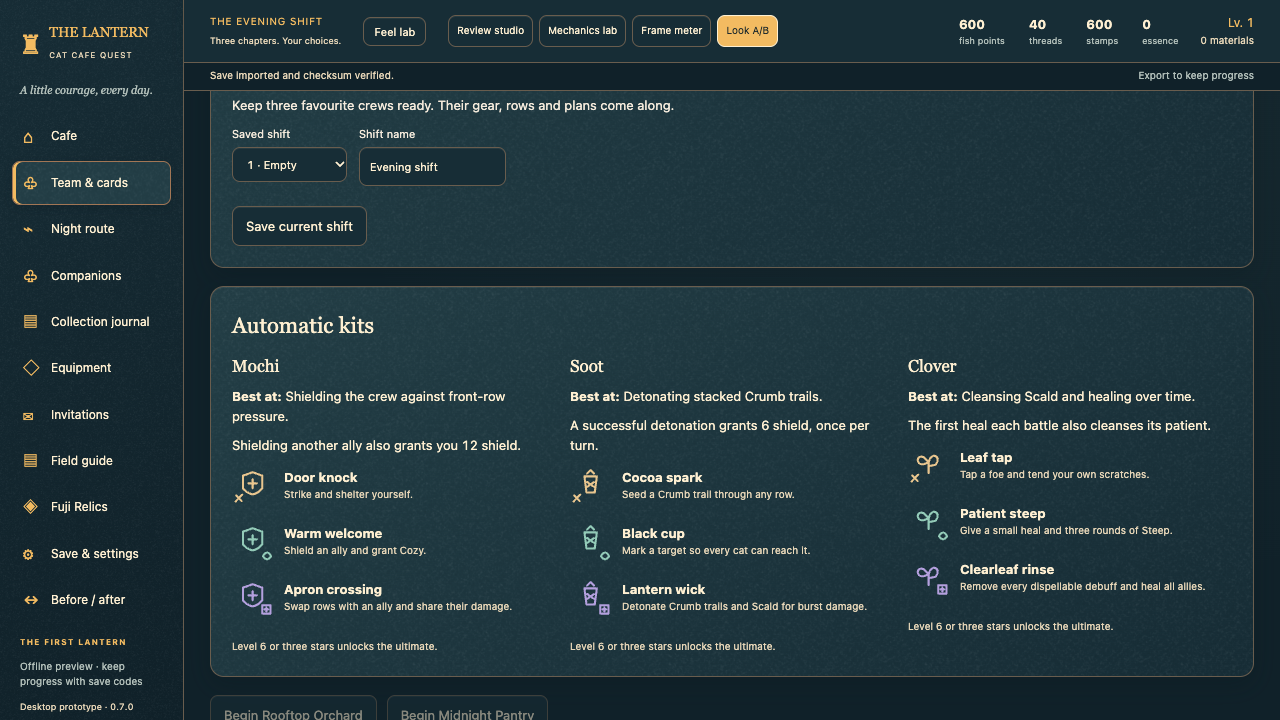 THE LANTERN
CAT CAFE QUEST
A little courage, every day.
Cafe
Team & cards
Night route
Companions
Collection journal
Equipment
Invitations
Field guide
Fuji Relics
Save & settings
Before / after
THE FIRST LANTERN
Offline preview · keep
progress with save codes
Desktop prototype · 0.7.0
THE EVENING SHIFT
Three chapters. Your choices.
Feel lab
Review studio
Mechanics lab
Frame meter
Look A/B
600
fish points
40
threads
600
stamps
0
essence
Lv. 1
0 materials
Save imported and checksum verified.
Export to keep progress
Keep three favourite crews ready. Their gear, rows and plans come along.
Saved shift
Shift name
1 · Empty
Evening shift
Save current shift
Automatic kits
Mochi
Best at: Shielding the crew against front-row
pressure.
Shielding another ally also grants you 12 shield.
Door knock
Strike and shelter yourself.
Warm welcome
Shield an ally and grant Cozy.
Apron crossing
Swap rows with an ally and share their damage.
Level 6 or three stars unlocks the ultimate.
Soot
Best at: Detonating stacked Crumb trails.
A successful detonation grants 6 shield, once per
turn.
Cocoa spark
Seed a Crumb trail through any row.
Black cup
Mark a target so every cat can reach it.
Lantern wick
Detonate Crumb trails and Scald for burst damage.
Level 6 or three stars unlocks the ultimate.
Clover
Best at: Cleansing Scald and healing over time.
The first heal each battle also cleanses its patient.
Leaf tap
Tap a foe and tend your own scratches.
Patient steep
Give a small heal and three rounds of Steep.
Clearleaf rinse
Remove every dispellable debuff and heal all allies.
Level 6 or three stars unlocks the ultimate.
Begin Rooftop Orchard
Begin Midnight Pantry